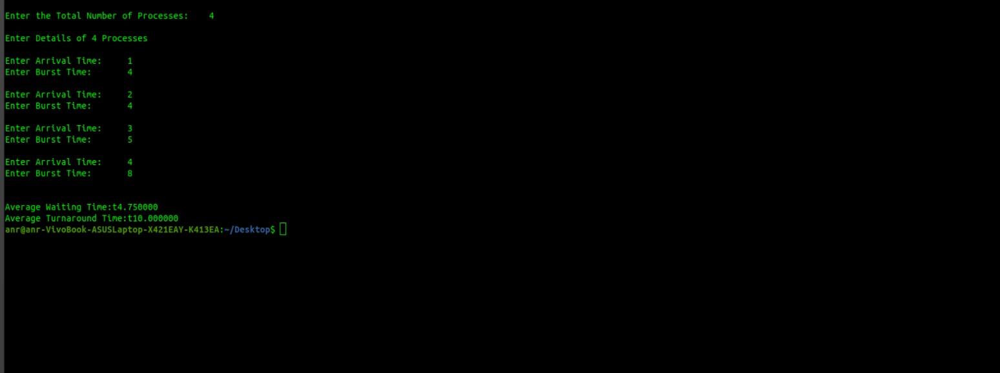 Enter the Total Number of Processes:    4
Enter Details of 4 Processes
Enter Arrival Time:     1
Enter Burst Time:       4
Enter Arrival Time:     2
Enter Burst Time:       4
Enter Arrival Time:     3
Enter Burst Time:       5
Enter Arrival Time:     4
Enter Burst Time:       8
Average Waiting Time:t4.750000
Average Turnaround Time:t10.000000
anr@anr-VivoBook-ASUSLaptop-X421EAY-K413EA:~/Desktop$